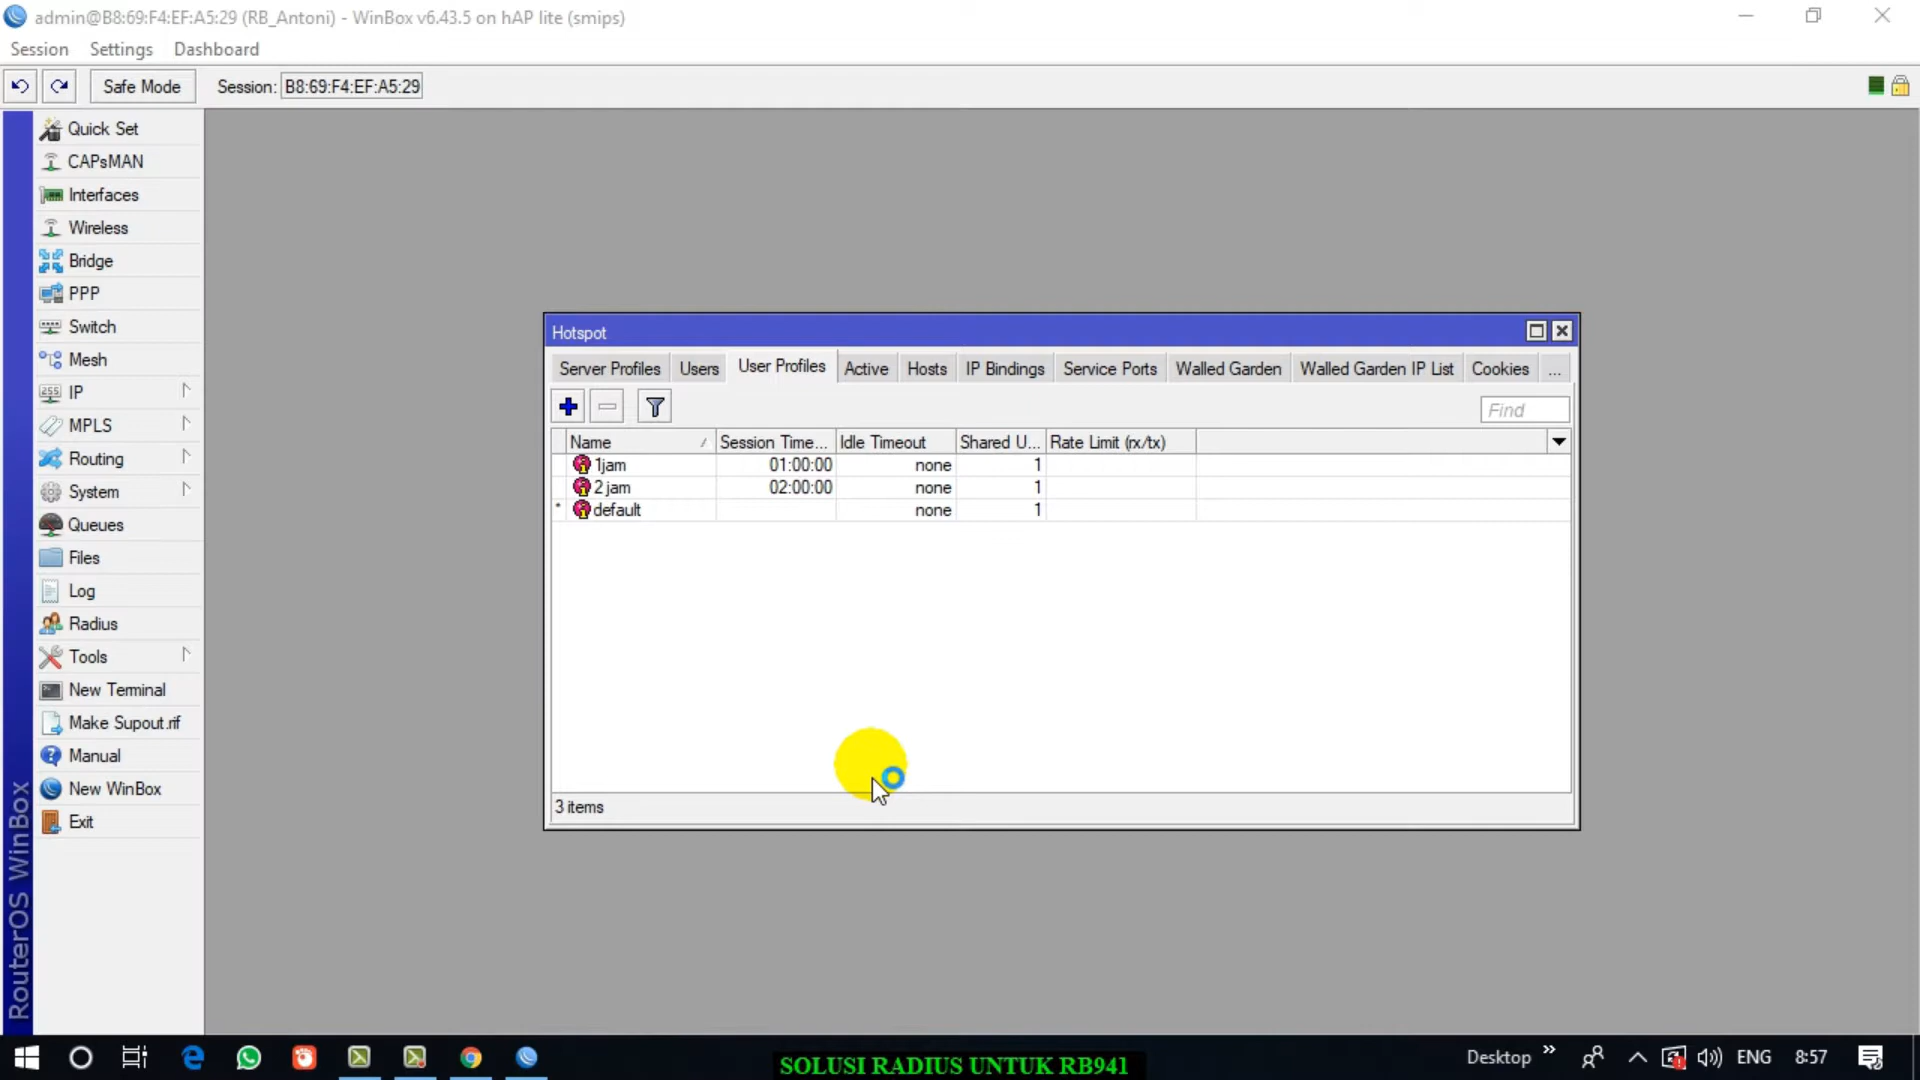 admin@B8:69:F4:EF:A5:29 (RB_Antoni) - WinBox v6.43.5 on hAP lite (smips)
Session Settings Dashboard
Safe Mode Session: B8:69:F4:EF:A5:29
Quick Set
CAPsMAN
Interfaces
Wireless
Bridge
PPP
Switch
Mesh
IP
MPLS
Routing
System
Queues
Files
Log
Radius
Tools
New Terminal
Make Supout.rif
Manual
New WinBox
Exit
RouterOS WinBox
Hotspot
Server Profiles Users User Profiles Active Hosts IP Bindings Service Ports Walled Garden Walled Garden IP List Cookies ...
Find
Name Session Time... Idle Timeout Shared U... Rate Limit (rx/tx)
1jam 01:00:00 none 1
2 jam 02:00:00 none 1
* default none 1
3 items
SOLUSI RADIUS UNTUK RB941
Desktop ENG 8:57